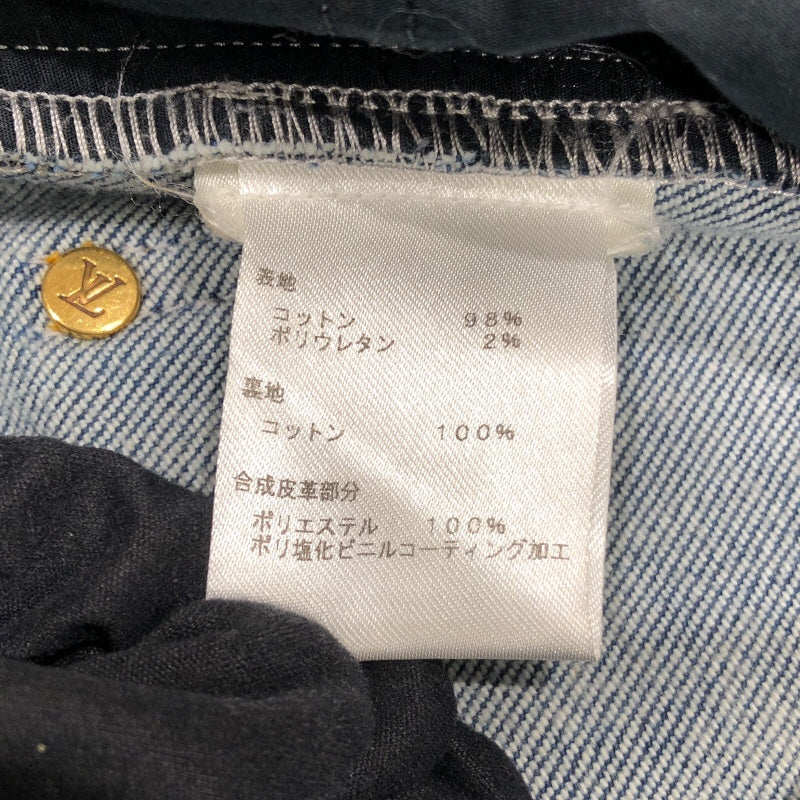 LV
表地
コットン 98%
ポリウレタン 2%
裏地
コットン 100%
合成皮革部分
ポリエステル 100%
ポリ塩化ビニルコーティング加工